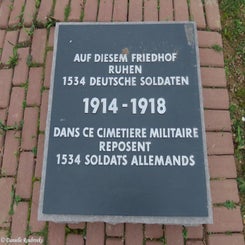 AUF DIESEM FRIEDHOF
RUHEN
1534 DEUTSCHE SOLDATEN
1914-1918
DANS CE CIMETIERE MILITAIRE
REPOSENT
1534 SOLDATS ALLEMANDS